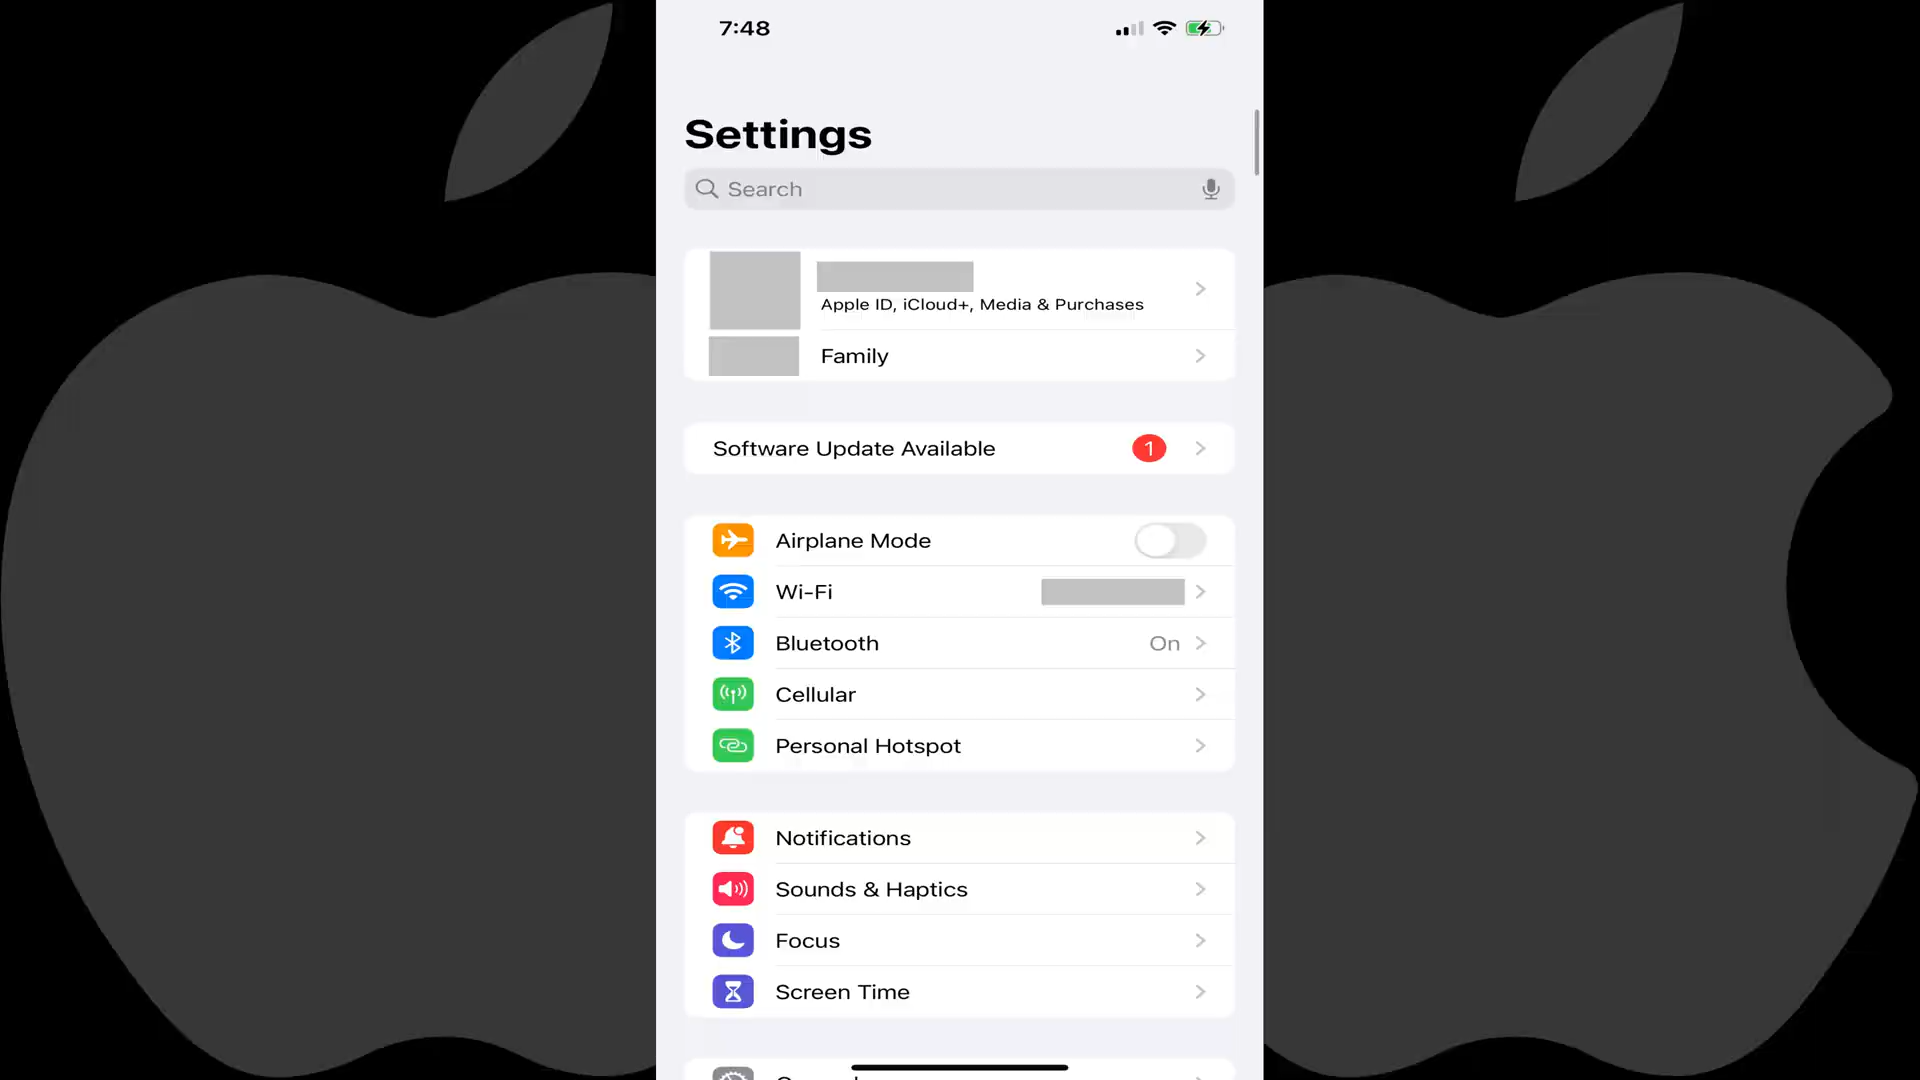 7:48
Settings
Search
Apple ID, iCloud+, Media & Purchases
Family
Software Update Available 1
Airplane Mode
Wi-Fi
Bluetooth On
Cellular
Personal Hotspot
Notifications
Sounds & Haptics
Focus
Screen Time